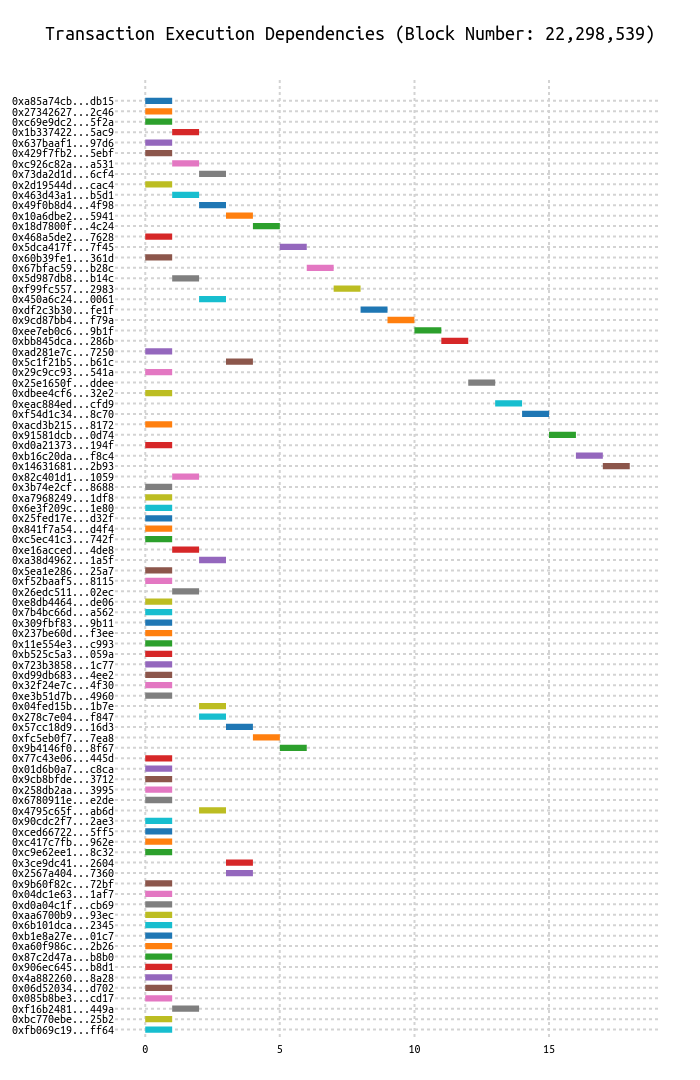 Transaction Execution Dependencies (Block Number: 22,298,539)
0xa85a74cb...db15
0x27342627...2c46
0xc69e9dc2...5f2a
0x1b337422...5ac9
0x637baaf1...97d6
0x429f7fb2...5ebf
0xc926c82a...a531
0x73da2d1d...6cf4
0x2d19544d...cac4
0x463d43a1...b5d1
0x49f0b8d4...4f98
0x10a6dbe2...5941
0x18d7800f...4c24
0x468a5de2...7628
0x5dca417f...7f45
0x60b39fe1...361d
0x67bfac59...b28c
0x5d987db8...b14c
0xf99fc557...2983
0x450a6c24...0061
0xdf2c3b30...fe1f
0x9cd87bb4...f79a
0xee7eb0c6...9b1f
0xbb845dca...286b
0xad281e7c...7250
0x5c1f21b5...b61c
0x29c9cc93...541a
0x25e1650f...ddee
0xdbee4cf6...32e2
0xeac884ed...cfd9
0xf54d1c34...8c70
0xacd3b215...8172
0x91581dcb...0d74
0xd0a21373...194f
0xb16c20da...f8c4
0x14631681...2b93
0x82c401d1...1059
0x3b74e2cf...8688
0xa7968249...1df8
0x6e3f209c...1e80
0x25fed17e...d32f
0x841f7a54...d4f4
0xc5ec41c3...742f
0xe16acced...4de8
0xa38d4962...1a5f
0x5ea1e286...25a7
0xf52baaf5...8115
0x26edc511...02ec
0xe8db4464...de06
0x7b4bc66d...a562
0x309fbf83...9b11
0x237be60d...f3ee
0x11e554e3...c993
0xb525c5a3...059a
0x723b3858...1c77
0xd99db683...4ee2
0x32f24e7c...4f30
0xe3b51d7b...4960
0x04fed15b...1b7e
0x278c7e04...f847
0x57cc18d9...16d3
0xfc5eb0f7...7ea8
0x9b4146f0...8f67
0x77c43e06...445d
0x01d6b0a7...c8ca
0x9cb8bfde...3712
0x258db2aa...3995
0x6780911e...e2de
0x4795c65f...ab6d
0x90cdc2f7...2ae3
0xced66722...5ff5
0xc417c7fb...962e
0xc9e62ee1...8c32
0x3ce9dc41...2604
0x2567a404...7360
0x9b60f82c...72bf
0x04dc1e63...1af7
0xd0a04c1f...cb69
0xaa6700b9...93ec
0x6b101dca...2345
0xb1e8a27e...01c7
0xa60f986c...2b26
0x87c2d47a...b8b0
0x906ec645...b8d1
0x4a882260...8a28
0x06d52034...d702
0x085b8be3...cd17
0xf16b2481...449a
0xbc770ebe...25b2
0xfb069c19...ff64
0 5 10 15